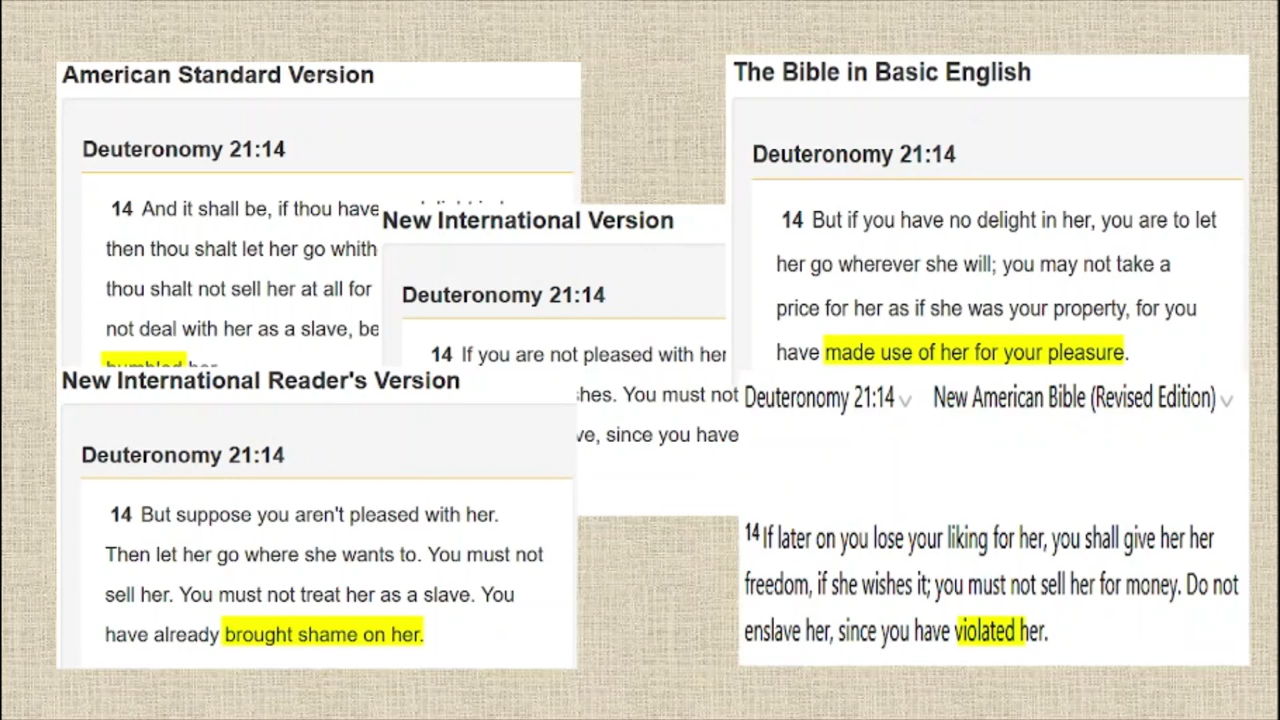 American Standard Version
Deuteronomy 21:14
14 And it shall be, if thou have
then thou shalt let her go whith
thou shalt not sell her at all for
not deal with her as a slave, be
humbled her.
New International Version
Deuteronomy 21:14
14 If you are not pleased with her
shes. You must not
ve, since you have
New International Reader's Version
Deuteronomy 21:14
14 But suppose you aren't pleased with her.
Then let her go where she wants to. You must not
sell her. You must not treat her as a slave. You
have already brought shame on her.
The Bible in Basic English
Deuteronomy 21:14
14 But if you have no delight in her, you are to let
her go wherever she will; you may not take a
price for her as if she was your property, for you
have made use of her for your pleasure.
Deuteronomy 21:14 New American Bible (Revised Edition)
14 If later on you lose your liking for her, you shall give her her
freedom, if she wishes it; you must not sell her for money. Do not
enslave her, since you have violated her.